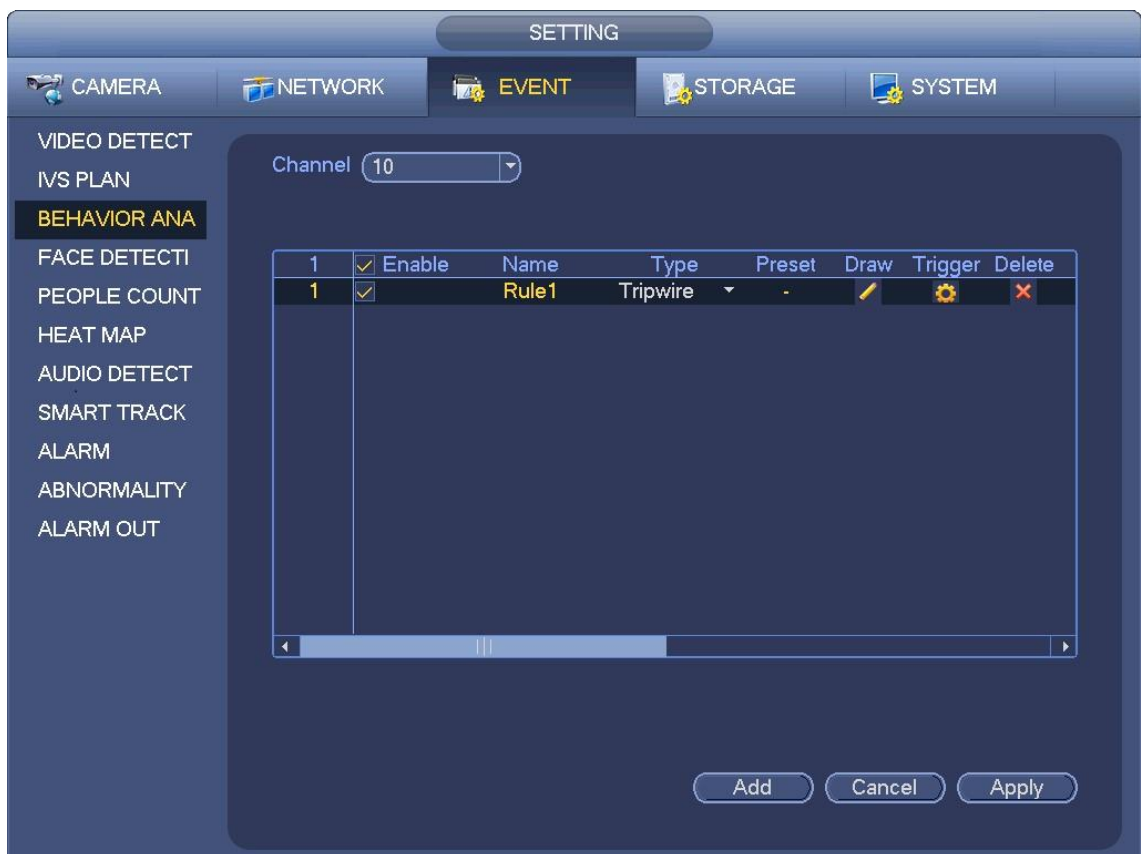 SETTING
CAMERA NETWORK EVENT STORAGE SYSTEM
VIDEO DETECT
IVS PLAN
BEHAVIOR ANA
FACE DETECTI
PEOPLE COUNT
HEAT MAP
AUDIO DETECT
SMART TRACK
ALARM
ABNORMALITY
ALARM OUT
Channel 10
1 Enable Name Type Preset Draw Trigger Delete
1 Rule1 Tripwire -
Add Cancel Apply